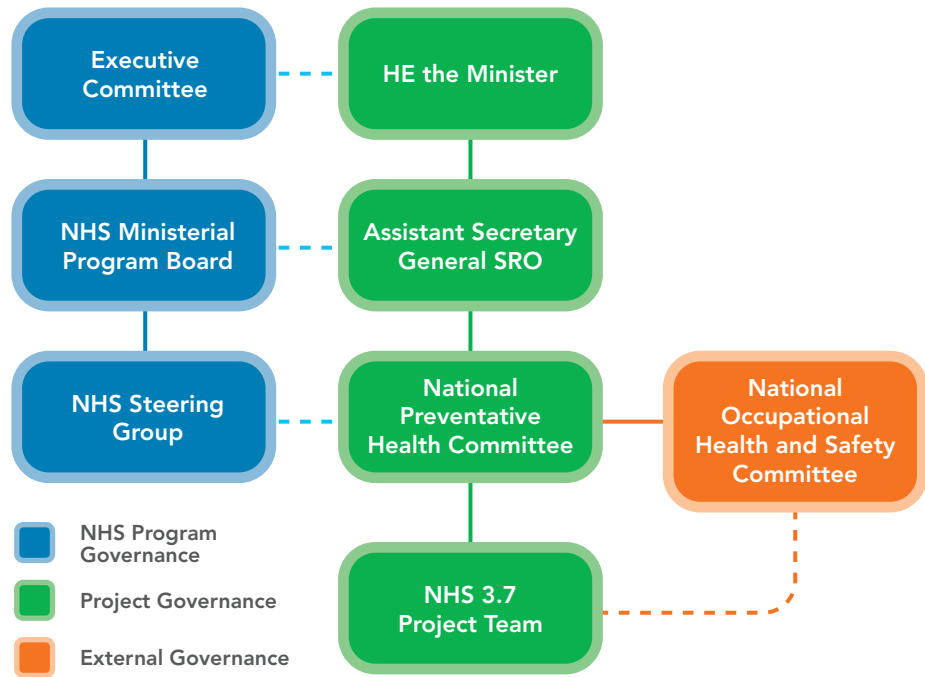 Executive
Committee
HE the Minister
NHS Ministerial
Program Board
Assistant Secretary
General SRO
NHS Steering
Group
National
Preventative
Health Committee
National
Occupational
Health and Safety
Committee
NHS Program
Governance
Project Governance
External Governance
NHS 3.7
Project Team